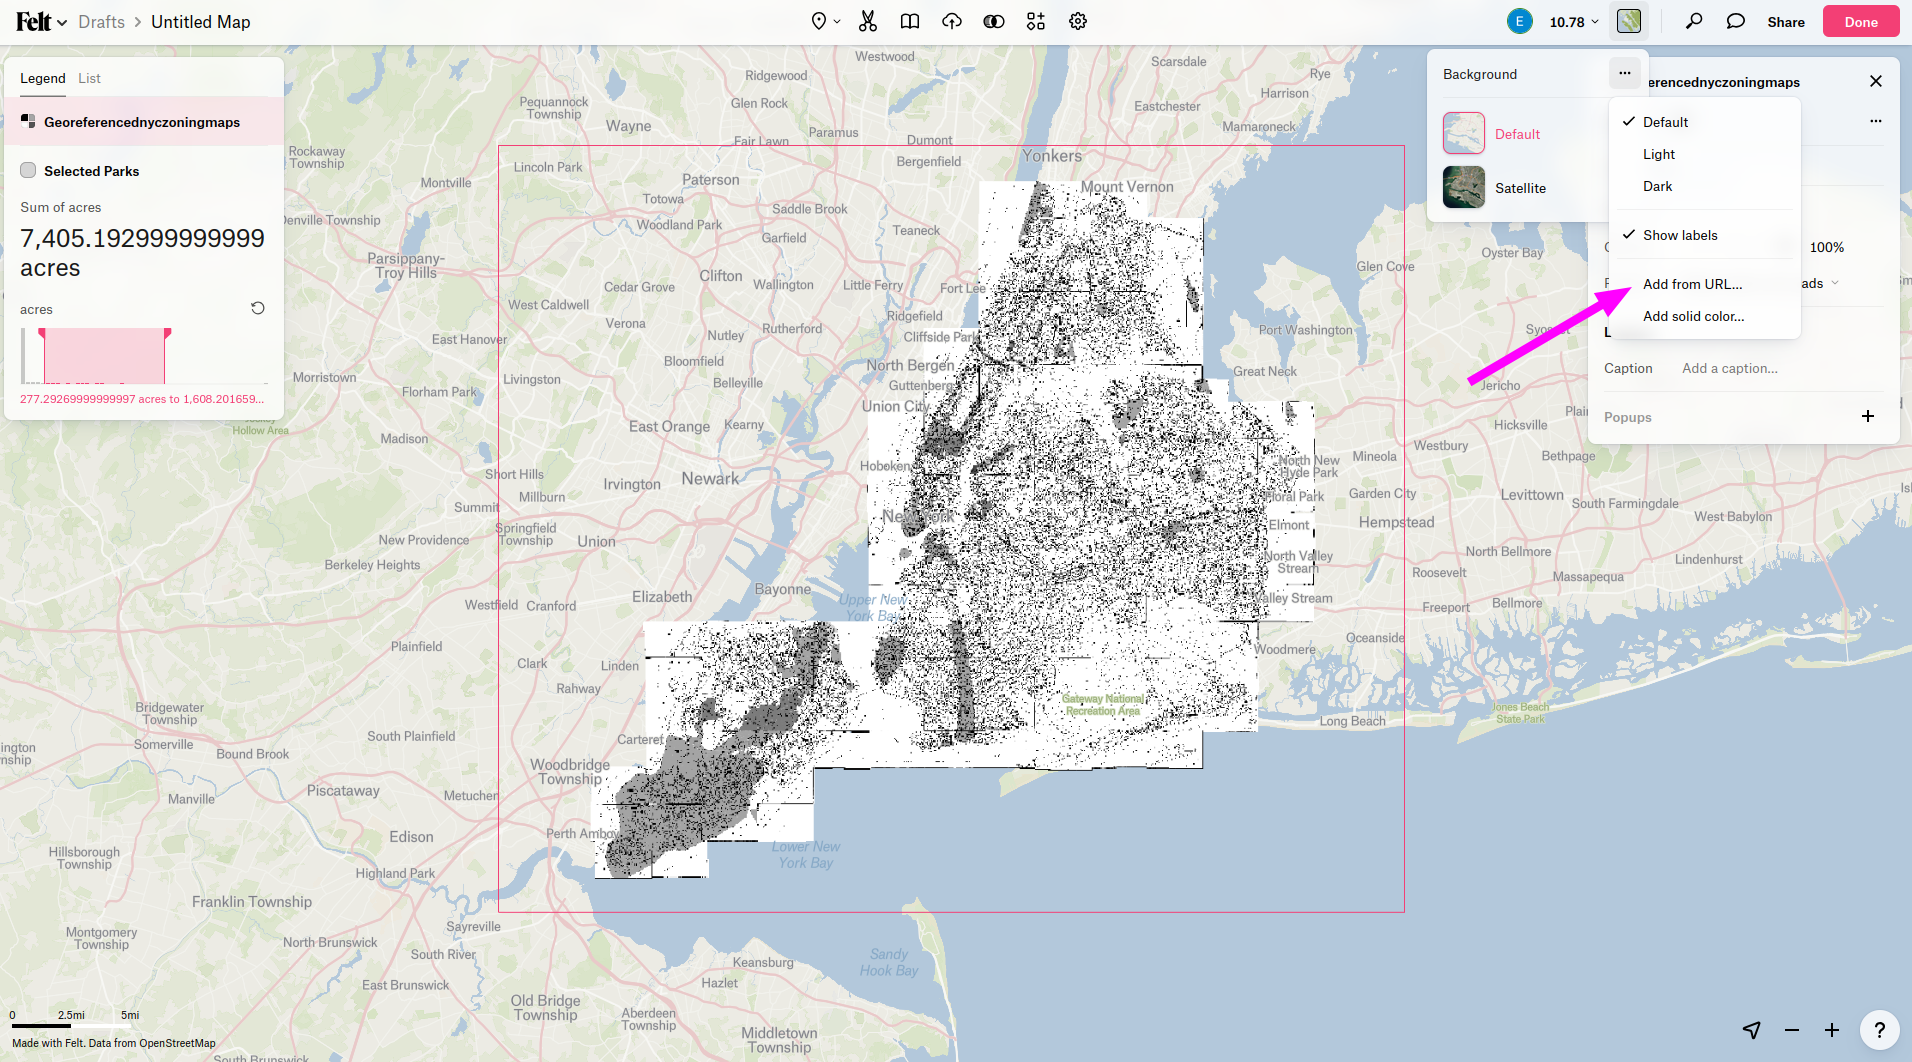 Felt
Drafts > Untitled Map
E
10.78
Share
Done
Legend
List
Georeferencednyczoningmaps
Selected Parks
Sum of acres
7,405.192999999999
acres
acres
277.29269999999997 acres to 1,608.201659...
Background
Default
Satellite
Default
Light
Dark
Show labels
Add from URL...
Add solid color...
erencednyczoningmaps
100%
ads
Caption
Add a caption...
Popups
Westwood
Scarsdale
Rye
Ridgewood
Harrison
Pequannock
Township
Glen Rock
Eastchester
Wayne
Paramus
Mamaroneck
Fair Lawn
Dumont
Rockaway
Township
Lincoln Park
Bergenfield
Yonkers
Montville
Paterson
Mount Vernon
Totowa
Saddle Brook
Denville Township
Woodland Park
Garfield
Teaneck
Oyster Bay
Parsippany-
Troy Hills
Clifton
Glen Cove
Cedar Grove
Wallington
Little Ferry
Fort Lee
West Caldwell
Ridgefield
Verona
Rutherford
Port Washington
East Hanover
Nutley
Cliffside Park
Bloomfield
North Bergen
Morristown
Livingston
Belleville
Great Neck
Florham Park
Guttenberg
Jericho
Union City
East Orange
Kearny
Hicksville
Hollow Area
Madison
Westbury
Bethpage
Short Hills
Hoboken
North New
Hyde Park
Mineola
Irvington
Newark
Millburn
Floral Park
Garden City
Levittown
South Farmingdale
Summit
New York
West Babylon
Springfield
Township
Elmont
Hempstead
New Providence
Union
North Bellmore
Berkeley Heights
North Valley
Stream
Lindenhurst
Roosevelt
Massapequa
Bayonne
Elizabeth
Upper New
York Bay
Valley Stream
Westfield
Cranford
Freeport
Bellmore
Plainfield
Oceanside
Clark
Linden
Woodmere
Rahway
Gateway National
Recreation Area
Bridgewater
Township
Jones Beach
State Park
Long Beach
South Plainfield
Carteret
Somerville
Bound Brook
Woodbridge
Township
Manville
Piscataway
Metuchen
Edison
Perth Amboy
Hillsborough
Township
Lower New
York Bay
Highland Park
Franklin Township
Sayreville
Montgomery
Township
North Brunswick
South River
Sandy
Hook Bay
Keansburg
East Brunswick
Hazlet
Old Bridge
Township
Aberdeen
Township
Middletown
Township
South Brunswick
0 2.5mi 5mi
Made with Felt. Data from OpenStreetMap
?